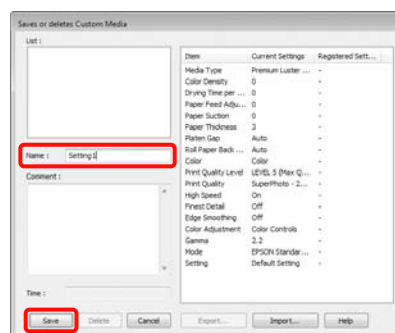 Saves or deletes Custom Media
List :
Item Current Settings Registered Sett...
Media Type Premium Luster ... -
Color Density 0 -
Drying Time per ... 0 -
Paper Feed Adju... 0 -
Paper Suction 0 -
Paper Thickness 3 -
Platen Gap Auto -
Roll Paper Back ... Auto -
Color Color -
Print Quality Level LEVEL 5 (Max Q... -
Print Quality SuperPhoto - 2... -
High Speed On -
Finest Detail Off -
Edge Smoothing Off -
Color Adjustment Color Controls -
Gamma 2.2 -
Mode EPSON Standar... -
Setting Default Setting -
Name : Setting1
Comment :
Time :
Save Delete Cancel Export... Import... Help